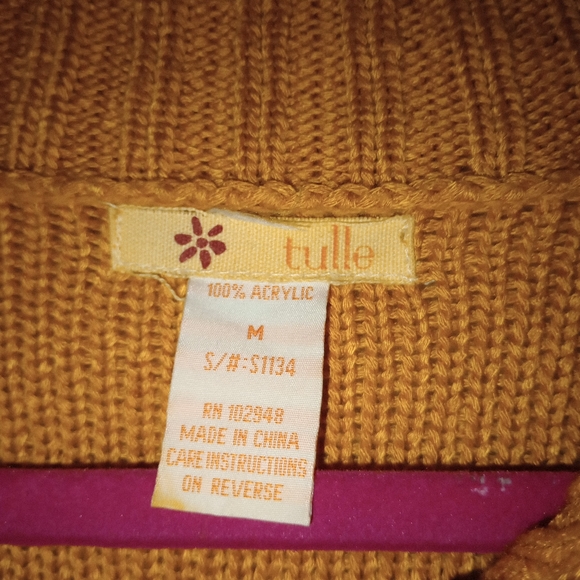 tulle
100% ACRYLIC
M
S/#:S1134
RN 102948
MADE IN CHINA
CARE INSTRUCTIONS
ON REVERSE